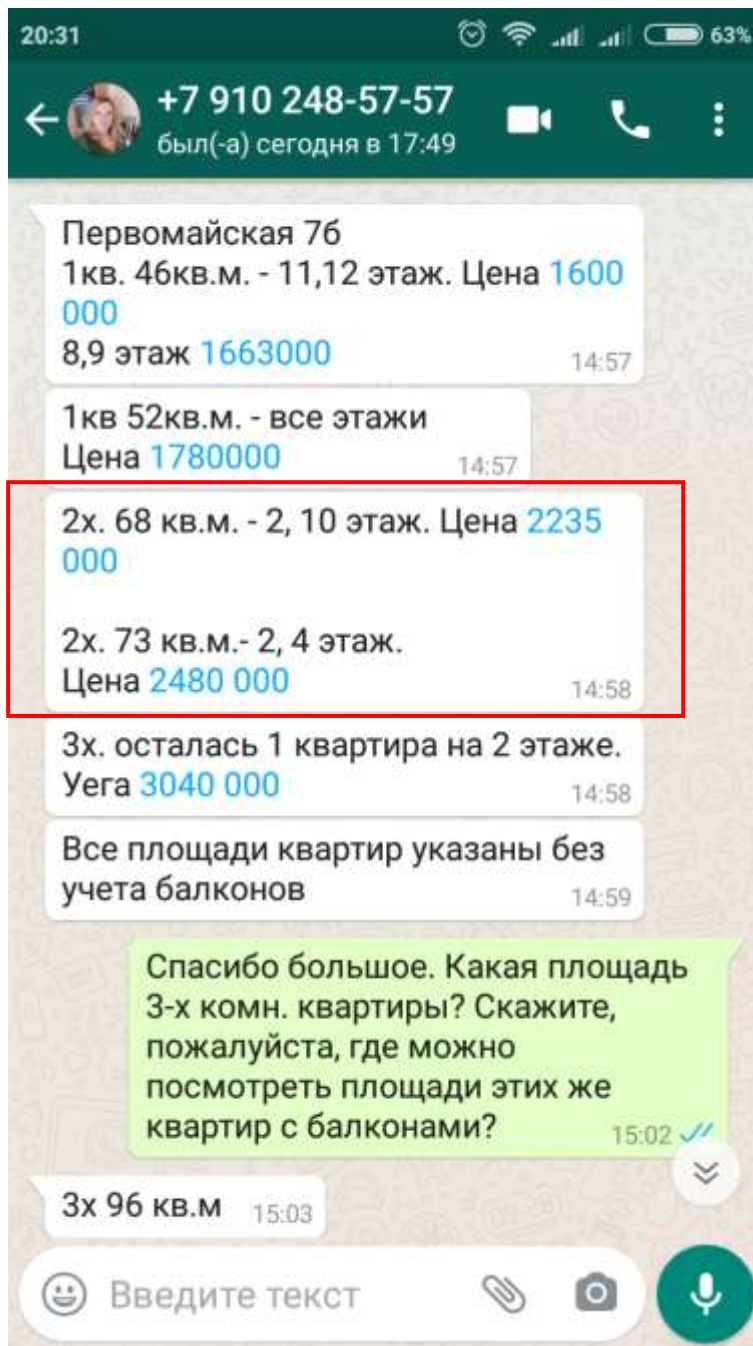 20:31
63%
+7 910 248-57-57
был(-а) сегодня в 17:49
Первомайская 7б
1кв. 46кв.м. - 11,12 этаж. Цена 1600
000
8,9 этаж 1663000
14:57
1кв 52кв.м. - все этажи
Цена 1780000
14:57
2х. 68 кв.м. - 2, 10 этаж. Цена 2235
000
2х. 73 кв.м.- 2, 4 этаж.
Цена 2480 000
14:58
3х. осталась 1 квартира на 2 этаже.
Уега 3040 000
14:58
Все площади квартир указаны без
учета балконов
14:59
Спасибо большое. Какая площадь
3-х комн. квартиры? Скажите,
пожалуйста, где можно
посмотреть площади этих же
квартир с балконами?
15:02
3х 96 кв.м
15:03
Введите текст